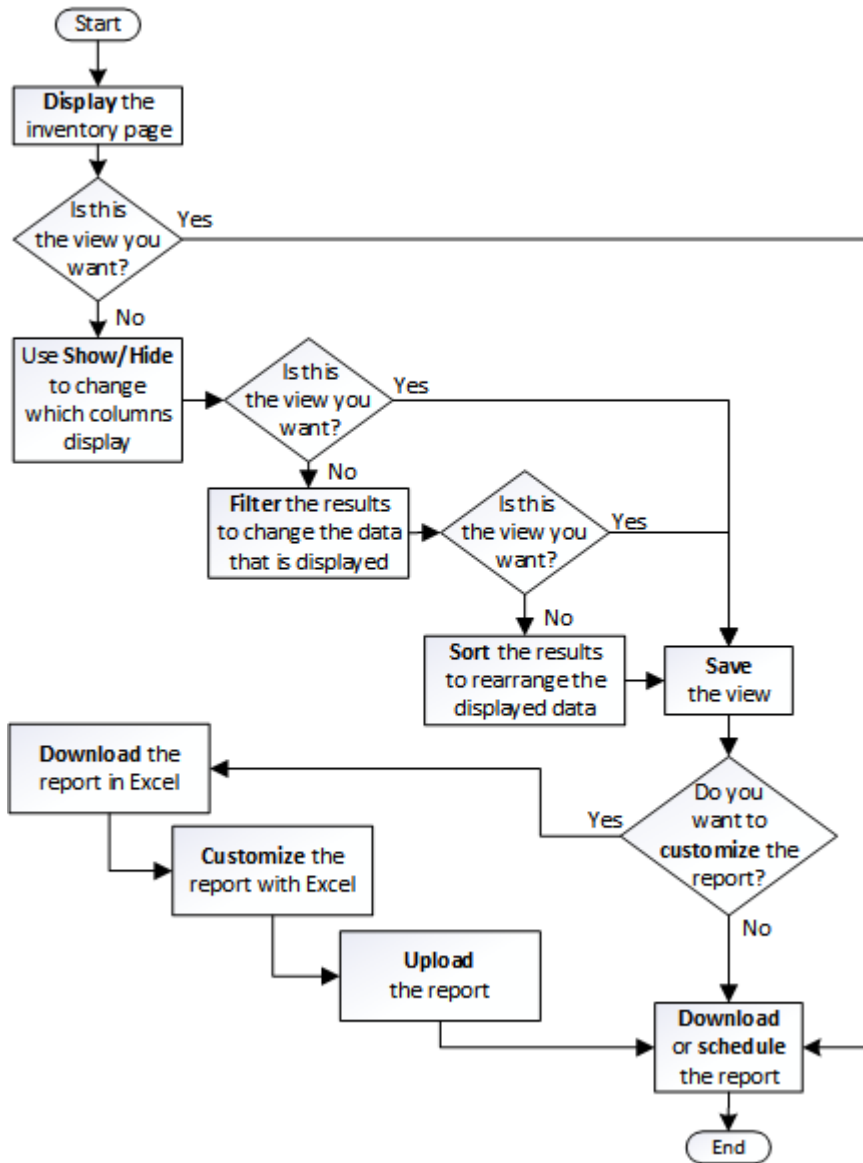 Start
Display the
inventory page
Is this
the view you
want?
Yes
No
Use Show/Hide
to change
which columns
display
Is this
the view you
want?
Yes
No
Filter the results
to change the data
that is displayed
Is this
the view you
want?
Yes
No
Sort the results
to rearrange the
displayed data
Save
the view
Do you
want to
customize the
report?
Yes
No
Download the
report in Excel
Customize the
report with Excel
Upload
the report
Download
or schedule
the report
End